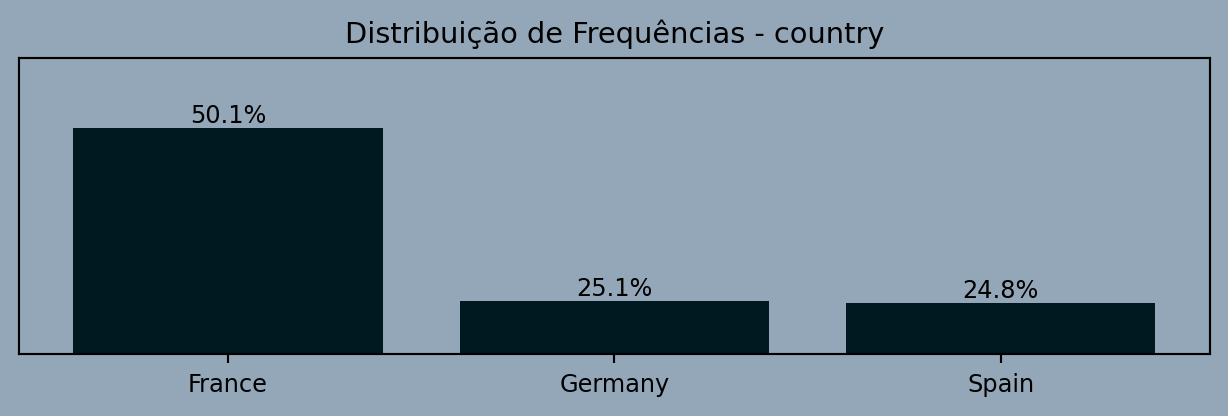 Distribuição de Frequências - country
50.1%
25.1%
24.8%
France
Germany
Spain